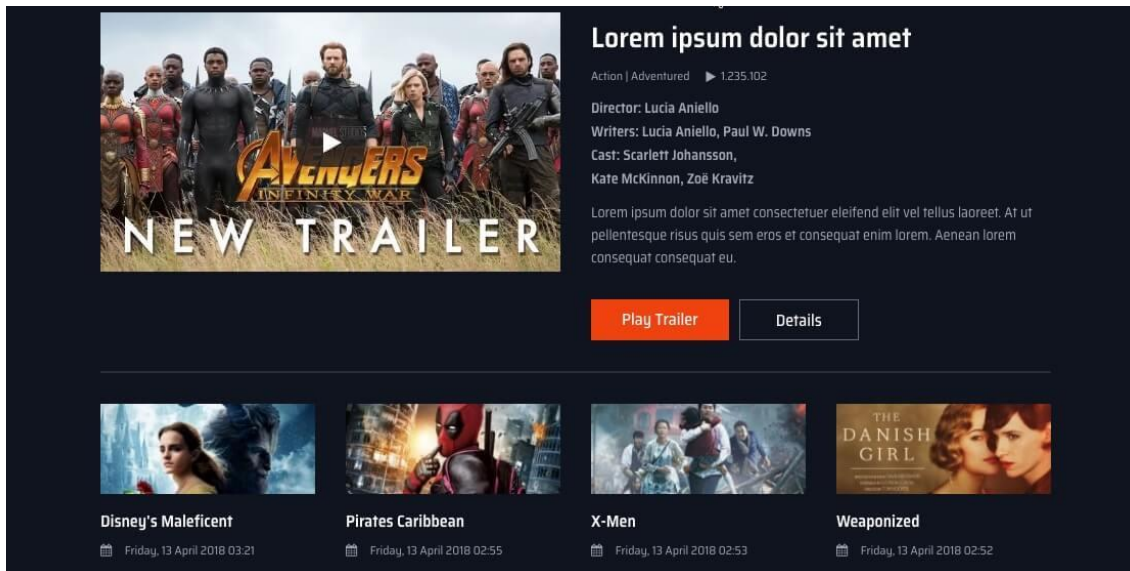 Lorem ipsum dolor sit amet
Action | Adventured 1.235.102
Director: Lucia Aniello
Writers: Lucia Aniello, Paul W. Downs
Cast: Scarlett Johansson,
Kate McKinnon, Zoë Kravitz
Lorem ipsum dolor sit amet consectetuer eleifend elit vel tellus laoreet. At ut
pellentesque risus quis sem eros et consequat enim lorem. Aenean lorem
consequat consequat eu.
Play Trailer
Details
MARVEL STUDIOS
AVENGERS
INFINITY WAR
NEW TRAILER
THE
DANISH
GIRL
Disney's Maleficent
Friday, 13 April 2018 03:21
Pirates Caribbean
Friday, 13 April 2018 02:55
X-Men
Friday, 13 April 2018 02:53
Weaponized
Friday, 13 April 2018 02:52